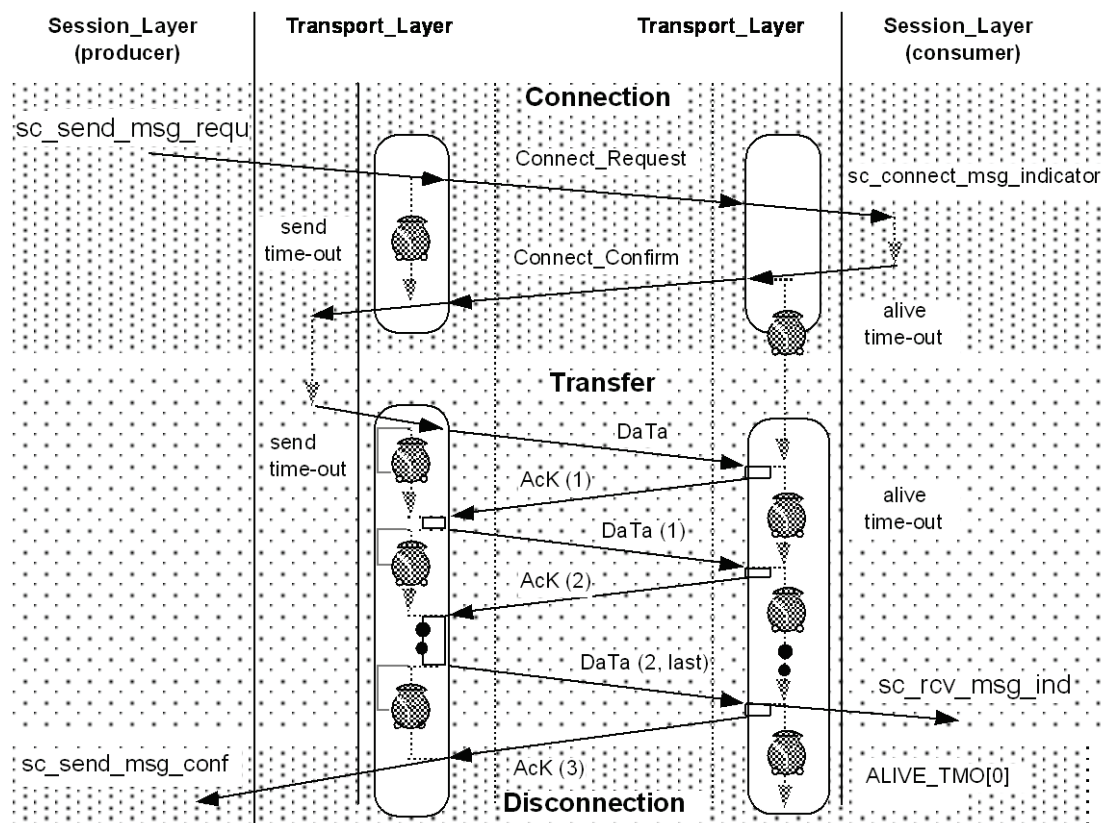 Session_Layer
(producer)
Transport_Layer
Transport_Layer
Session_Layer
(consumer)
Connection
sc_send_msg_requ
Connect_Request
sc_connect_msg_indicator
send
time-out
Connect_Confirm
alive
time-out
Transfer
send
time-out
DaTa
AcK (1)
alive
time-out
DaTa (1)
AcK (2)
DaTa (2, last)
sc_rcv_msg_ind
sc_send_msg_conf
AcK (3)
ALIVE_TMO[0]
Disconnection